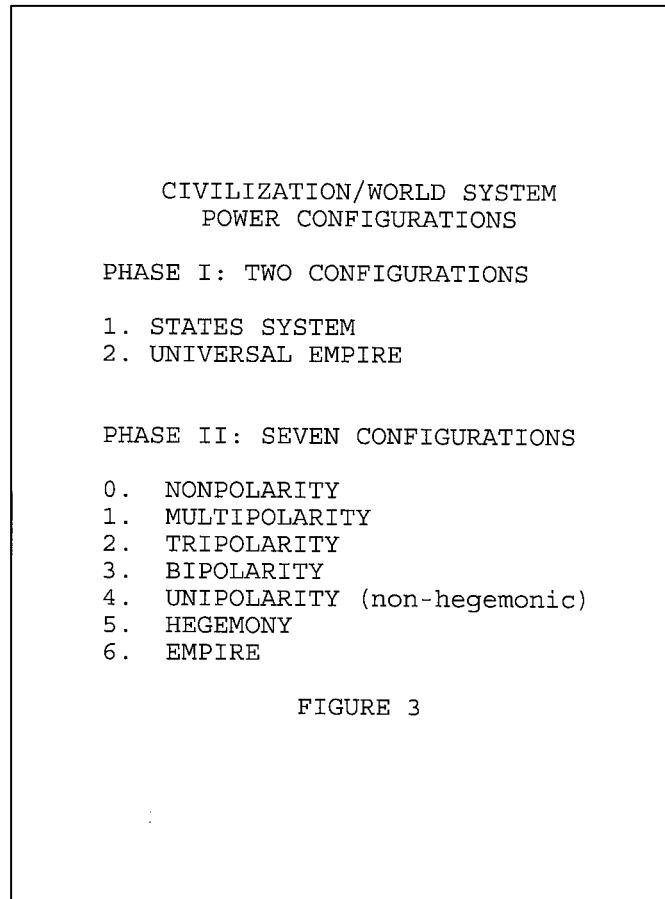 CIVILIZATION/WORLD SYSTEM
POWER CONFIGURATIONS
PHASE I: TWO CONFIGURATIONS
1. STATES SYSTEM
2. UNIVERSAL EMPIRE
PHASE II: SEVEN CONFIGURATIONS
0. NONPOLARITY
1. MULTIPOLARITY
2. TRIPOLARITY
3. BIPOLARITY
4. UNIPOLARITY (non-hegemonic)
5. HEGEMONY
6. EMPIRE
FIGURE 3